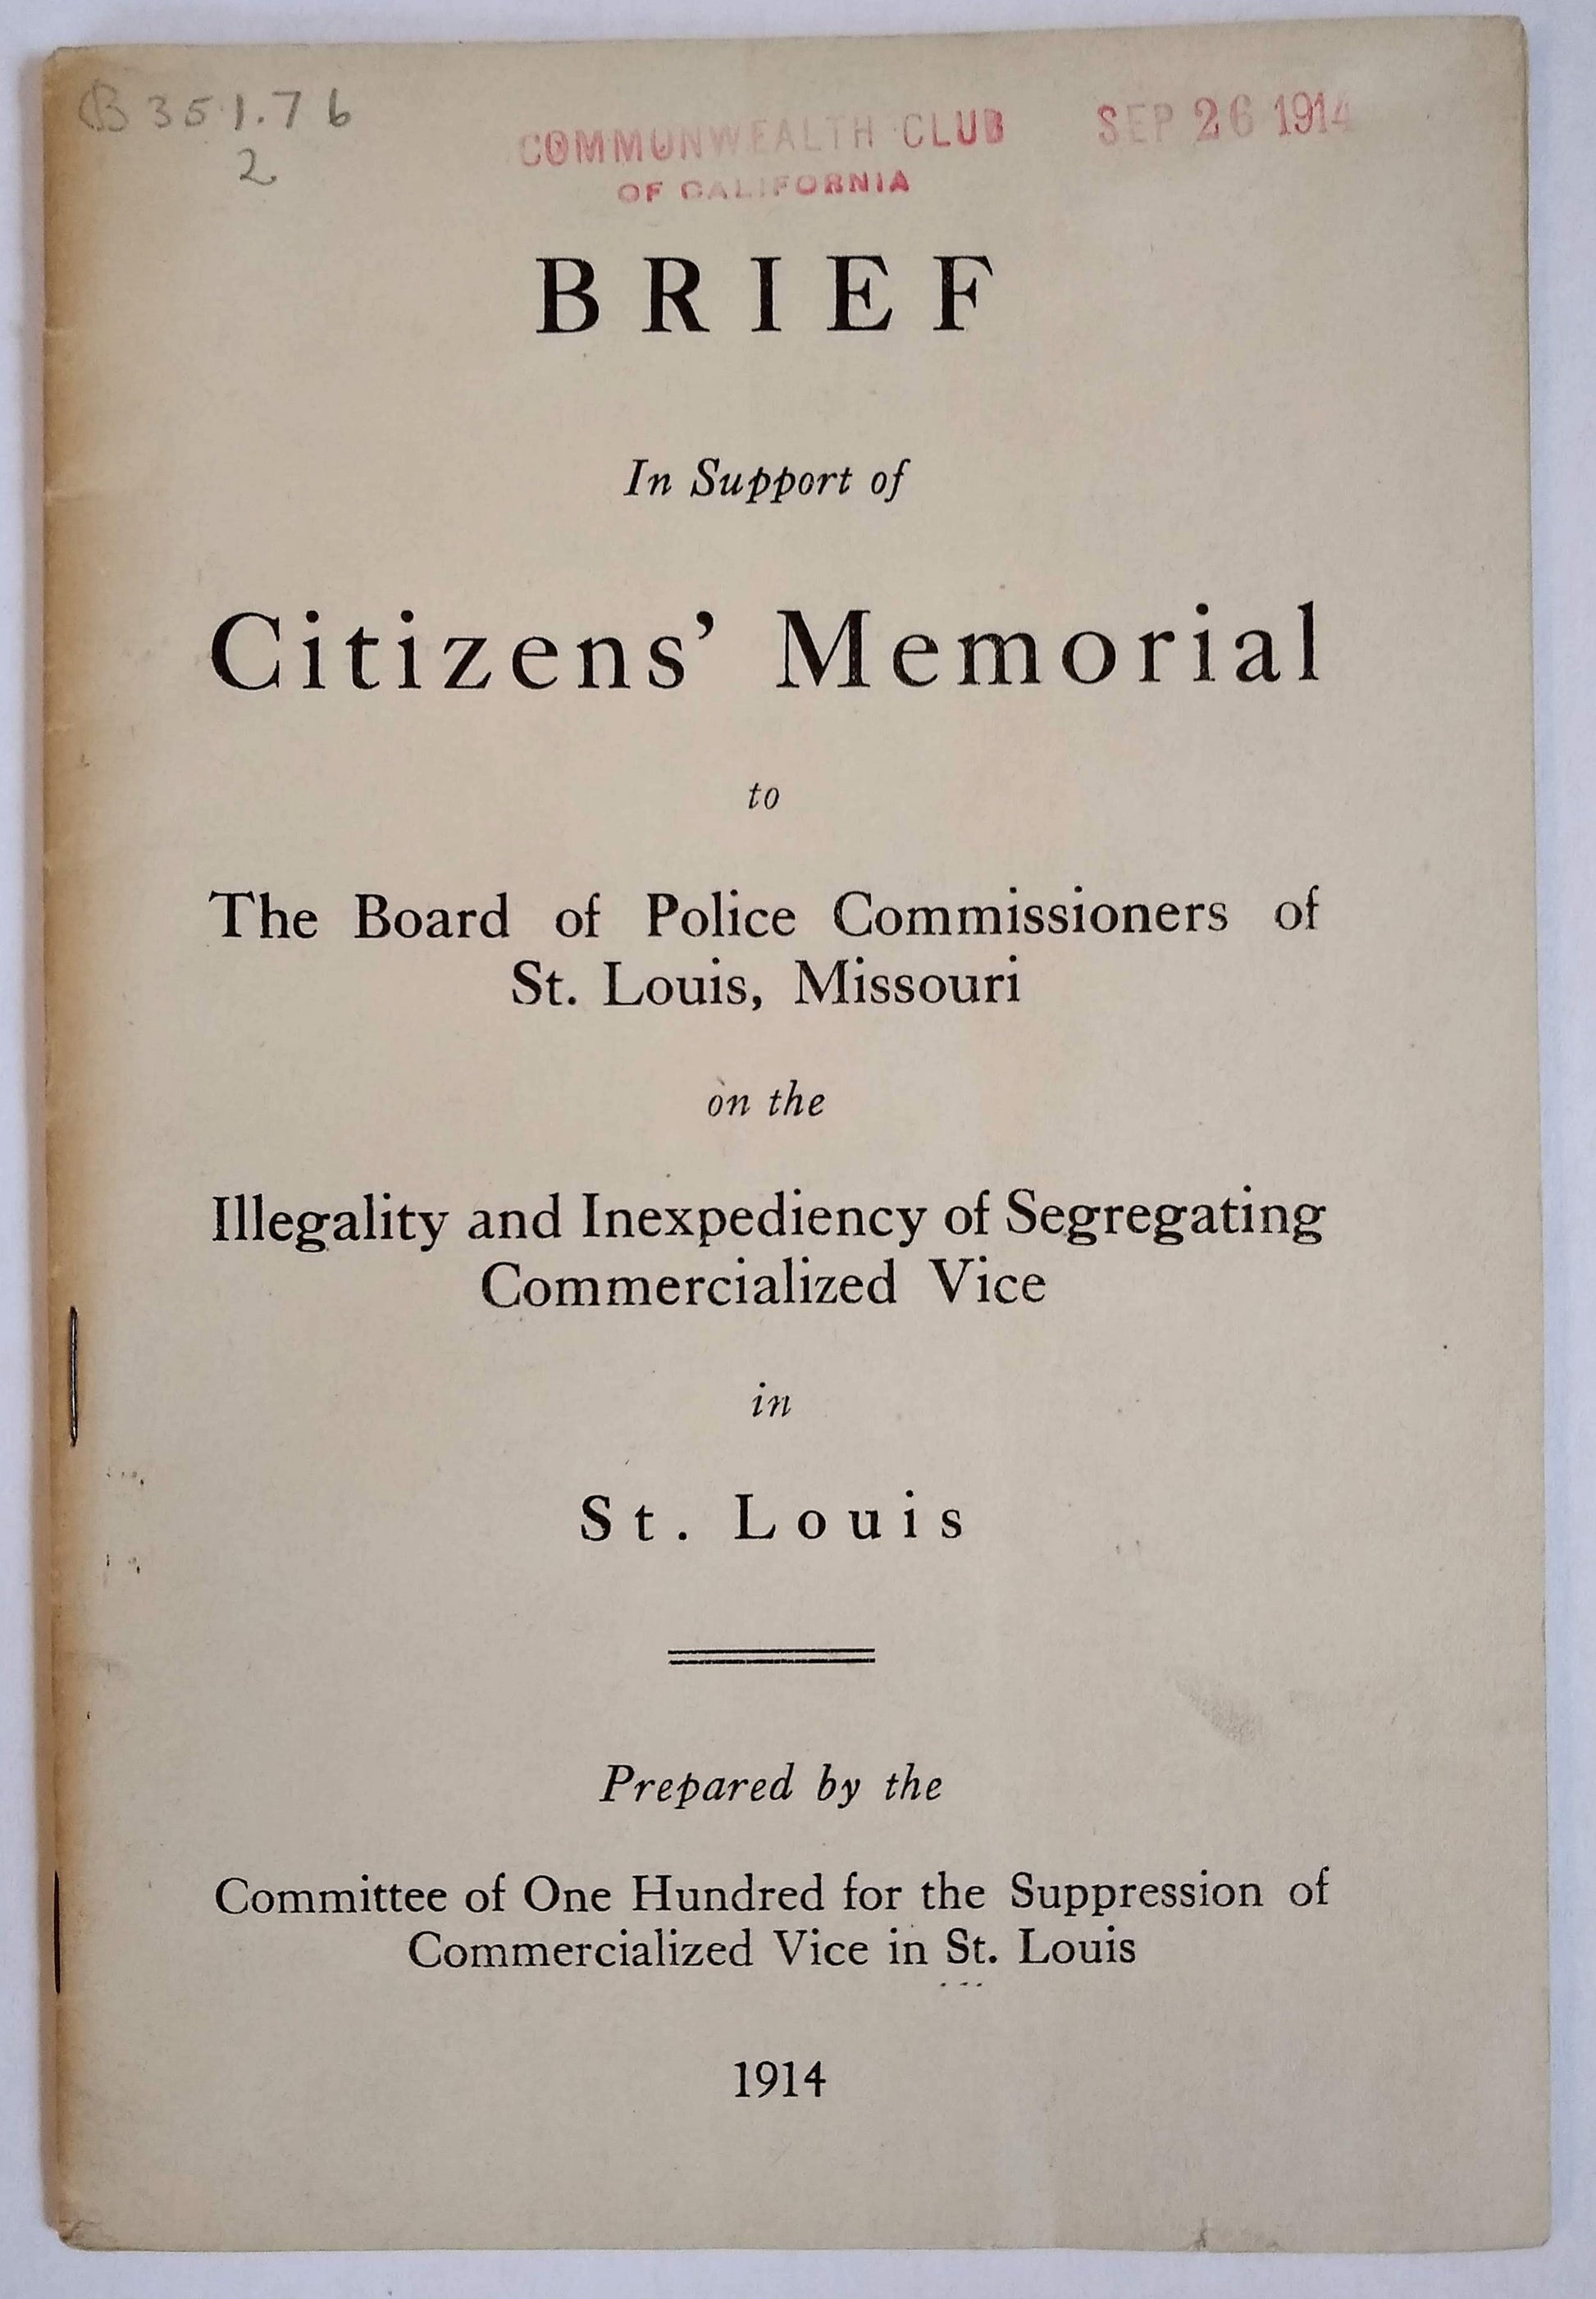 B 351.76
2
COMMONWEALTH CLUB
OF CALIFORNIA
SEP 26 1914
BRIEF
In Support of
Citizens' Memorial
to
The Board of Police Commissioners of
St. Louis, Missouri
on the
Illegality and Inexpediency of Segregating
Commercialized Vice
in
St. Louis
Prepared by the
Committee of One Hundred for the Suppression of
Commercialized Vice in St. Louis
1914